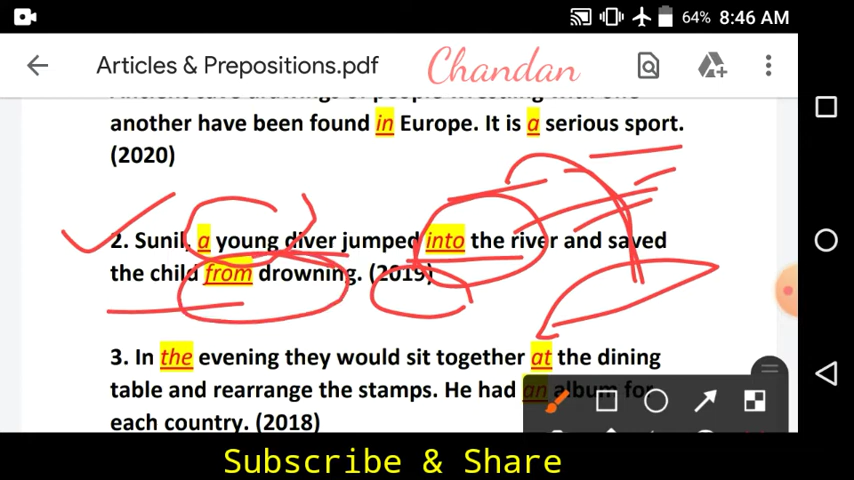 64% 8:46 AM
Articles & Prepositions.pdf
Chandan
another have been found in Europe. It is a serious sport.
(2020)
2. Sunil, a young diver jumped into the river and saved
the child from drowning. (2019)
3. In the evening they would sit together at the dining
table and rearrange the stamps. He had an album for
each country. (2018)
Subscribe & Share